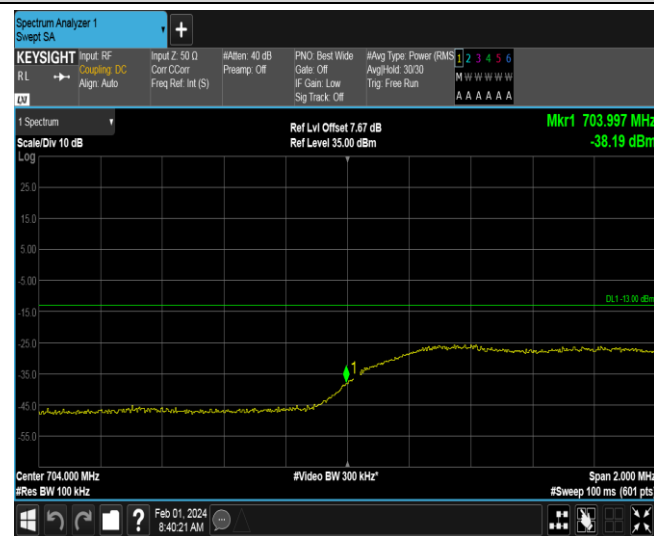 Spectrum Analyzer 1
Swept SA
+
KEYSIGHT Input: RF Input Z: 50 Ω #Atten: 40 dB PNO: Best Wide #Avg Type: Power (RMS 1 2 3 4 5 6
RL Coupling: DC Corr CCorr Preamp: Off Gate: Off Avg|Hold: 30/30 M W W W W W
Align: Auto Freq Ref: Int (S) IF Gain: Low Trig: Free Run
Sig Track: Off A A A A A A
LXI
1 Spectrum Ref Lvl Offset 7.67 dB Mkr1 703.997 MHz
Scale/Div 10 dB Ref Level 35.00 dBm -38.19 dBm
Log
25.0
15.0
5.00
-5.00
DL1 -13.00 dBm
-15.0
-25.0
1
-35.0
-45.0
-55.0
Center 704.000 MHz #Video BW 300 kHz* Span 2.000 MHz
#Res BW 100 kHz #Sweep 100 ms (601 pts)
? Feb 01, 2024
8:40:21 AM